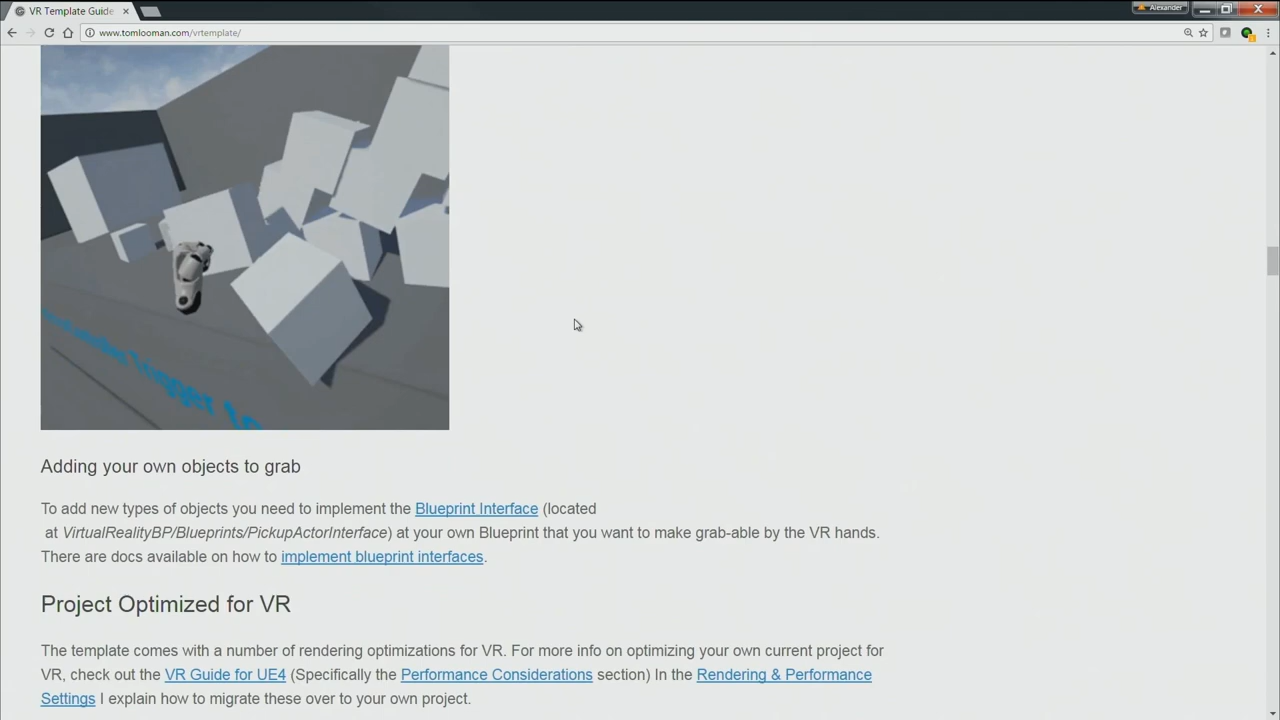 VR Template Guide
Alexander
www.tomlooman.com/vrtemplate/
Adding your own objects to grab
To add new types of objects you need to implement the Blueprint Interface (located
at VirtualRealityBP/Blueprints/PickupActorInterface) at your own Blueprint that you want to make grab-able by the VR hands.
There are docs available on how to implement blueprint interfaces.
Project Optimized for VR
The template comes with a number of rendering optimizations for VR. For more info on optimizing your own current project for
VR, check out the VR Guide for UE4 (Specifically the Performance Considerations section) In the Rendering & Performance
Settings I explain how to migrate these over to your own project.